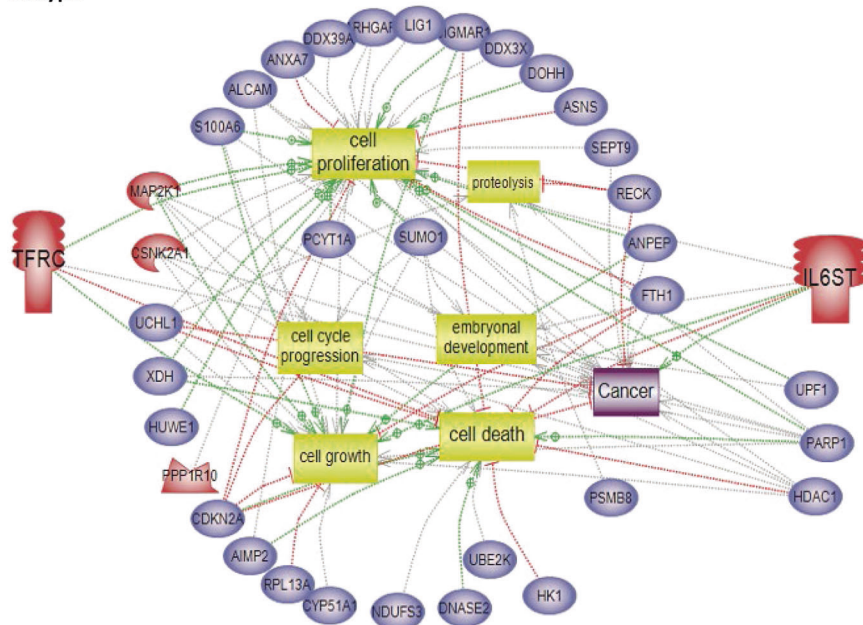 DDX39A
RHGAP
LIG1
IGMAR1
ANXA7
DDX3X
ALCAM
DOHH
S100A6
ASNS
cell
proliferation
SEPT9
proteolysis
MAP2K1
RECK
TFRC
CSNK2A1
PCYT1A
SUMO1
ANPEP
IL6ST
FTH1
UCHL1
cell cycle
progression
embryonal
development
XDH
Cancer
UPF1
HUWE1
cell growth
cell death
PARP1
PPP1R10
PSMB8
HDAC1
CDKN2A
AIMP2
UBE2K
RPL13A
CYP51A1
NDUFS3
DNASE2
HK1